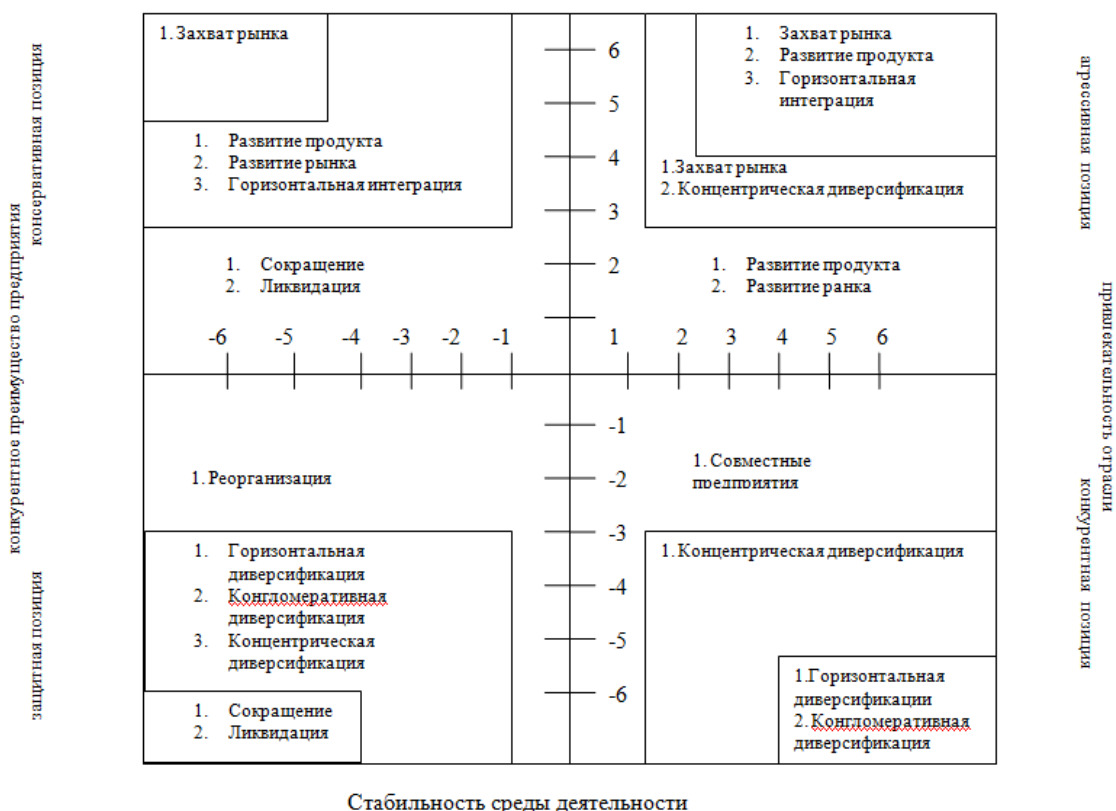 консервативная позиция
конкурентное преимущество предприятия
защитная позиция
1. Захват рынка
1. Развитие продукта
2. Развитие рынка
3. Горизонтальная интеграция
1. Сокращение
2. Ликвидация
6
5
4
3
2
1. Захват рынка
2. Развитие продукта
3. Горизонтальная
интеграция
1.Захват рынка
2. Концентрическая диверсификация
1. Развитие продукта
2. Развитие ранка
-6 -5 -4 -3 -2 -1 1 2 3 4 5 6
1. Реорганизация
1. Горизонтальная
диверсификация
2. Конгломеративная
диверсификация
3. Концентрическая
диверсификация
1. Сокращение
2. Ликвидация
-1
-2
-3
-4
-5
-6
1. Совместные
предприятия
1. Концентрическая диверсификация
1.Горизонтальная
диверсификации
2. Конгломеративная
диверсификация
агрессивная позиция
привлекательность отрасли
конкурентная позиция
Стабильность среды деятельности